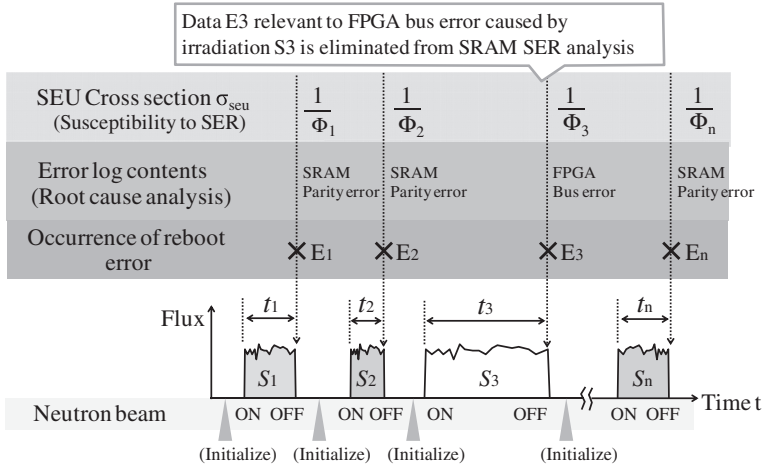 Data E3 relevant to FPGA bus error caused by
irradiation S3 is eliminated from SRAM SER analysis
SEU Cross section σseu
(Susceptibility to SER)
1/Φ1 1/Φ2 1/Φ3 1/Φn
Error log contents
(Root cause analysis)
SRAM Parity error
SRAM Parity error
FPGA Bus error
SRAM Parity error
Occurrence of reboot
error
E1 E2 E3 En
Flux
t1 t2 t3 tn
S1 S2 S3 Sn
Time t
Neutron beam
ON OFF ON OFF ON OFF ON OFF
(Initialize) (Initialize) (Initialize) (Initialize)